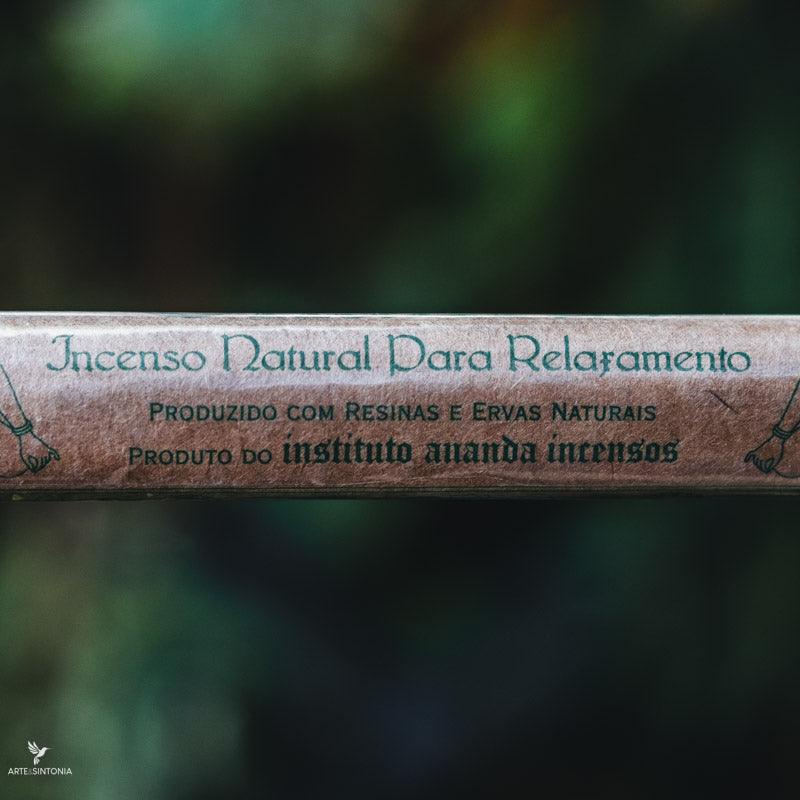 Incenso Natural Para Relaxamento
Produzido com Resinas e Ervas Naturais
Produto do instituto ananda incensos
ARTE&SINTONIA